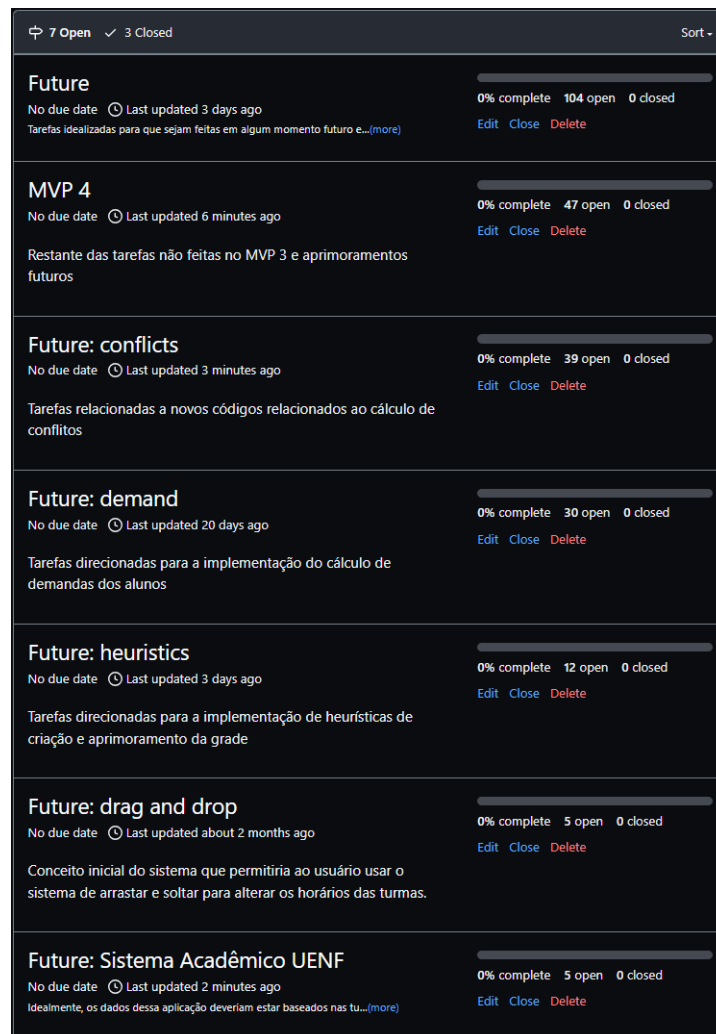 7 Open 3 Closed Sort
Future
No due date Last updated 3 days ago
Tarefas idealizadas para que sejam feitas em algum momento futuro e...(more)
0% complete 104 open 0 closed
Edit Close Delete
MVP 4
No due date Last updated 6 minutes ago
Restante das tarefas não feitas no MVP 3 e aprimoramentos
futuros
0% complete 47 open 0 closed
Edit Close Delete
Future: conflicts
No due date Last updated 3 minutes ago
Tarefas relacionadas a novos códigos relacionados ao cálculo de
conflitos
0% complete 39 open 0 closed
Edit Close Delete
Future: demand
No due date Last updated 20 days ago
Tarefas direcionadas para a implementação do cálculo de
demandas dos alunos
0% complete 30 open 0 closed
Edit Close Delete
Future: heuristics
No due date Last updated 3 days ago
Tarefas direcionadas para a implementação de heurísticas de
criação e aprimoramento da grade
0% complete 12 open 0 closed
Edit Close Delete
Future: drag and drop
No due date Last updated about 2 months ago
Conceito inicial do sistema que permitiria ao usuário usar o
sistema de arrastar e soltar para alterar os horários das turmas.
0% complete 5 open 0 closed
Edit Close Delete
Future: Sistema Acadêmico UENF
No due date Last updated 2 minutes ago
Idealmente, os dados dessa aplicação deveriam estar baseados nas tu...(more)
0% complete 5 open 0 closed
Edit Close Delete